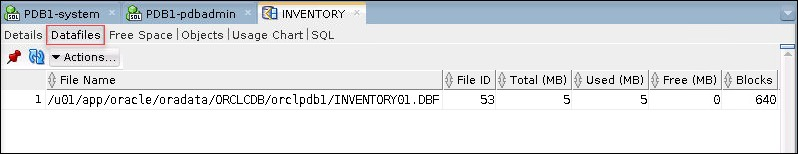 PDB1-system PDB1-pdbadmin INVENTORY
Details Datafiles Free Space Objects Usage Chart SQL
Actions...
File Name File ID Total (MB) Used (MB) Free (MB) Blocks
1 /u01/app/oracle/oradata/ORCLCDB/orclpdb1/INVENTORY01.DBF 53 5 5 0 640